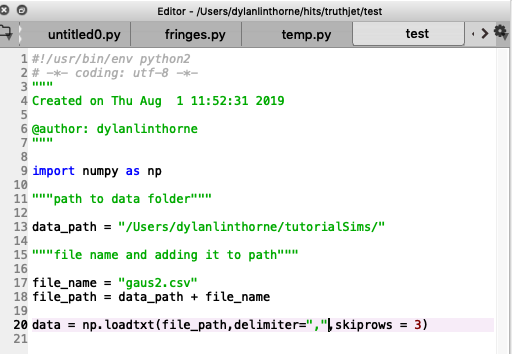 Editor - /Users/dylanlinthorne/hits/truthjet/test
untitled0.py fringes.py temp.py test
1 #!/usr/bin/env python2
2 # -*- coding: utf-8 -*-
3 """
4 Created on Thu Aug  1 11:52:31 2019
5
6 @author: dylanlinthorne
7 """
8
9 import numpy as np
10
11 """path to data folder"""
12
13 data_path = "/Users/dylanlinthorne/tutorialSims/"
14
15 """file name and adding it to path"""
16
17 file_name = "gaus2.csv"
18 file_path = data_path + file_name
19
20 data = np.loadtxt(file_path,delimiter=",",skiprows = 3)
21